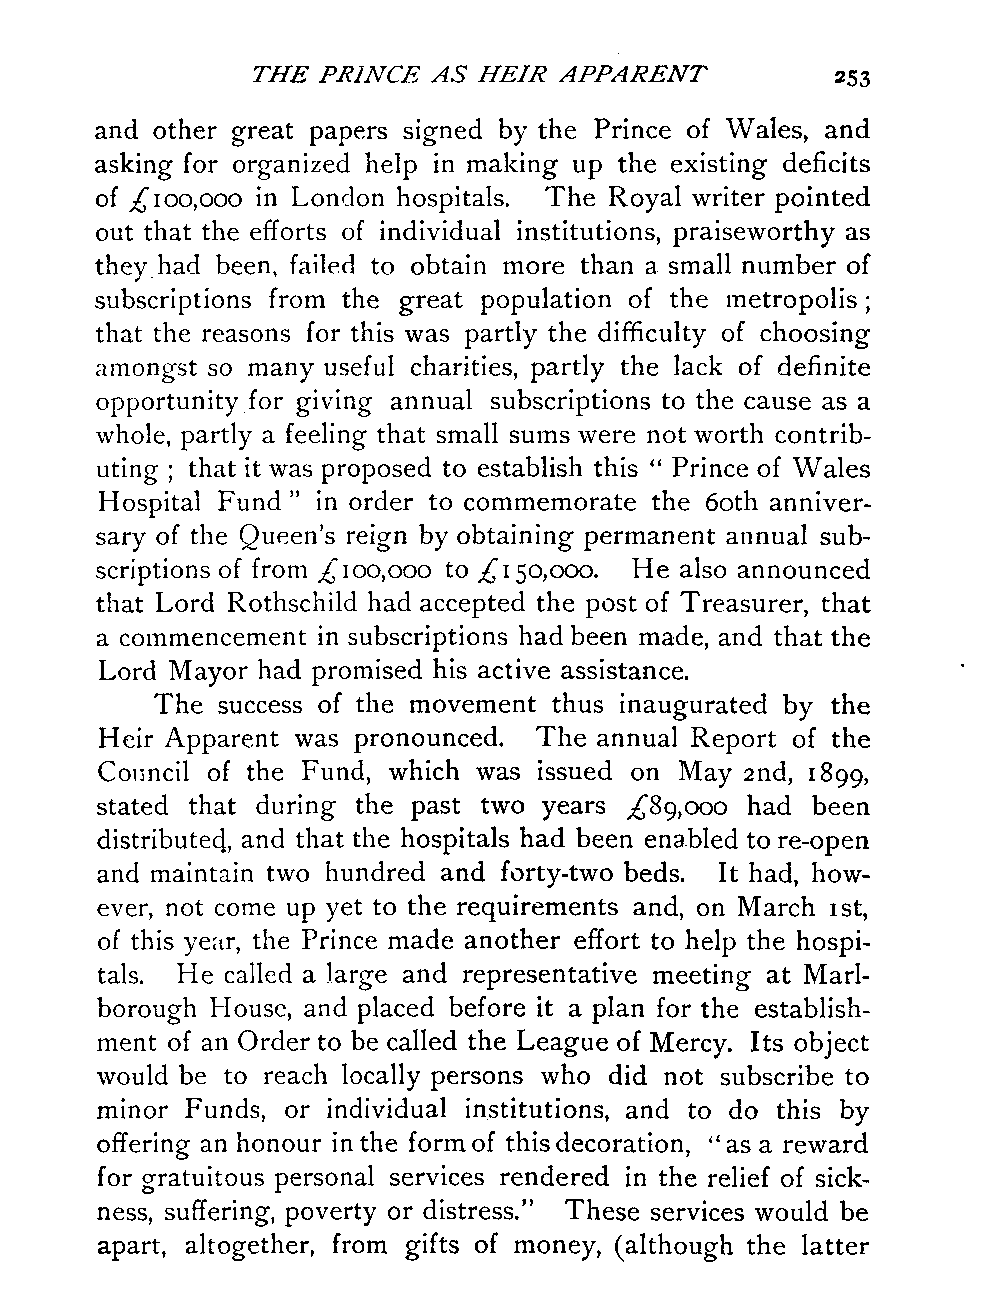 THE PRINCE AS HEIR APPARENT 253
and other great papers signed by the Prince of Wales, and
asking for organized help in making up the existing deficits
of £100,000 in London hospitals. The Royal writer pointed
out that the efforts of individual institutions, praiseworthy as
they had been, failed to obtain more than a small number of
subscriptions from the great population of the metropolis ;
that the reasons for this was partly the difficulty of choosing
amongst so many useful charities, partly the lack of definite
opportunity for giving annual subscriptions to the cause as a
whole, partly a feeling that small sums were not worth contrib-
uting ; that it was proposed to establish this “ Prince of Wales
Hospital Fund ” in order to commemorate the 60th anniver-
sary of the Queen's reign by obtaining permanent annual sub-
scriptions of from £100,000 to £150,000. He also announced
that Lord Rothschild had accepted the post of Treasurer, that
a commencement in subscriptions had been made, and that the
Lord Mayor had promised his active assistance.
The success of the movement thus inaugurated by the
Heir Apparent was pronounced. The annual Report of the
Council of the Fund, which was issued on May 2nd, 1899,
stated that during the past two years £89,000 had been
distributed, and that the hospitals had been enabled to re-open
and maintain two hundred and forty-two beds. It had, how-
ever, not come up yet to the requirements and, on March 1st,
of this year, the Prince made another effort to help the hospi-
tals. He called a large and representative meeting at Marl-
borough House, and placed before it a plan for the establish-
ment of an Order to be called the League of Mercy. Its object
would be to reach locally persons who did not subscribe to
minor Funds, or individual institutions, and to do this by
offering an honour in the form of this decoration, “as a reward
for gratuitous personal services rendered in the relief of sick-
ness, suffering, poverty or distress.” These services would be
apart, altogether, from gifts of money, (although the latter